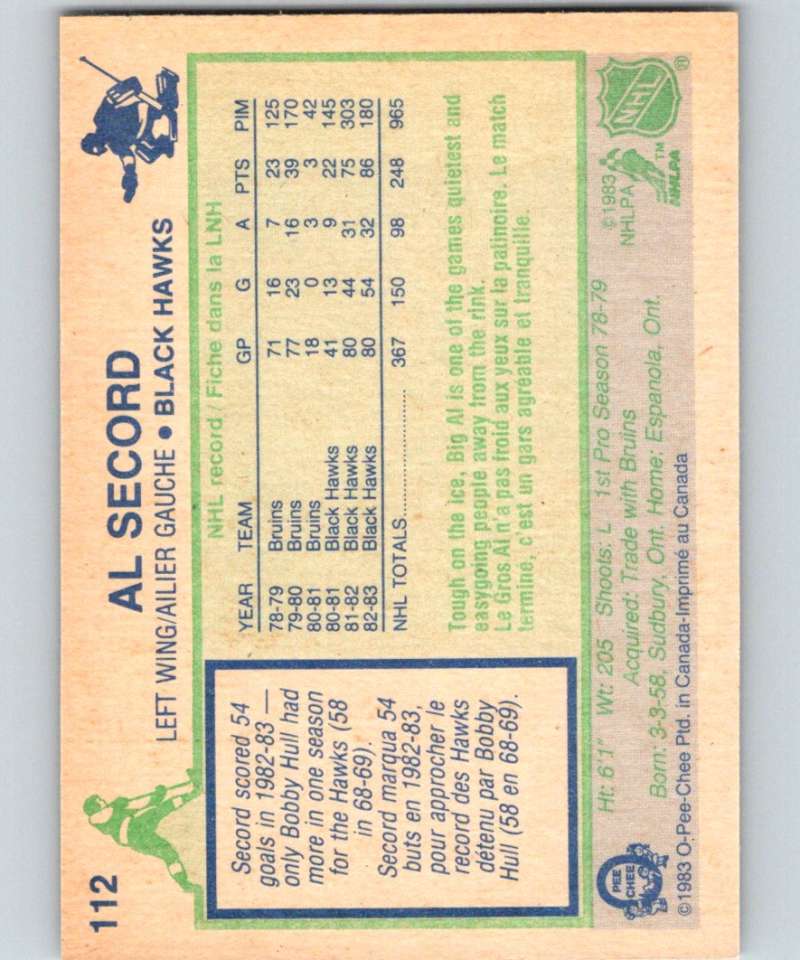 112
AL SECORD
LEFT WING/AILIER GAUCHE • BLACK HAWKS
Secord scored 54
goals in 1982-83 —
only Bobby Hull had
more in one season
for the Hawks (58
in 68-69).
Secord marqua 54
buts en 1982-83,
pour approcher le
record des Hawks
détenu par Bobby
Hull (58 en 68-69).
NHL record / Fiche dans la LNH
YEAR TEAM GP G A PTS PIM
78-79 Bruins 71 16 7 23 125
79-80 Bruins 77 23 16 39 170
80-81 Bruins 18 0 3 3 42
80-81 Black Hawks 41 13 9 22 145
81-82 Black Hawks 80 44 31 75 303
82-83 Black Hawks 80 54 32 86 180
NHL TOTALS 367 150 98 248 965
Tough on the ice, Big Al is one of the games quietest and
easygoing people away from the rink.
Le Gros Al n'a pas froid aux yeux sur la patinoire. Le match
terminé, c'est un gars agréable et tranquille.
Ht: 6'1" Wt: 205 Shoots: L 1st Pro Season 78-79
Acquired: Trade with Bruins
Born: 3-3-58, Sudbury, Ont. Home: Espanola, Ont.
©1983 O-Pee-Chee Ptd. in Canada-Imprimé au Canada
O
PEE
CHEE
©1983
NHLPA
NHL
®
TM
NHLPA